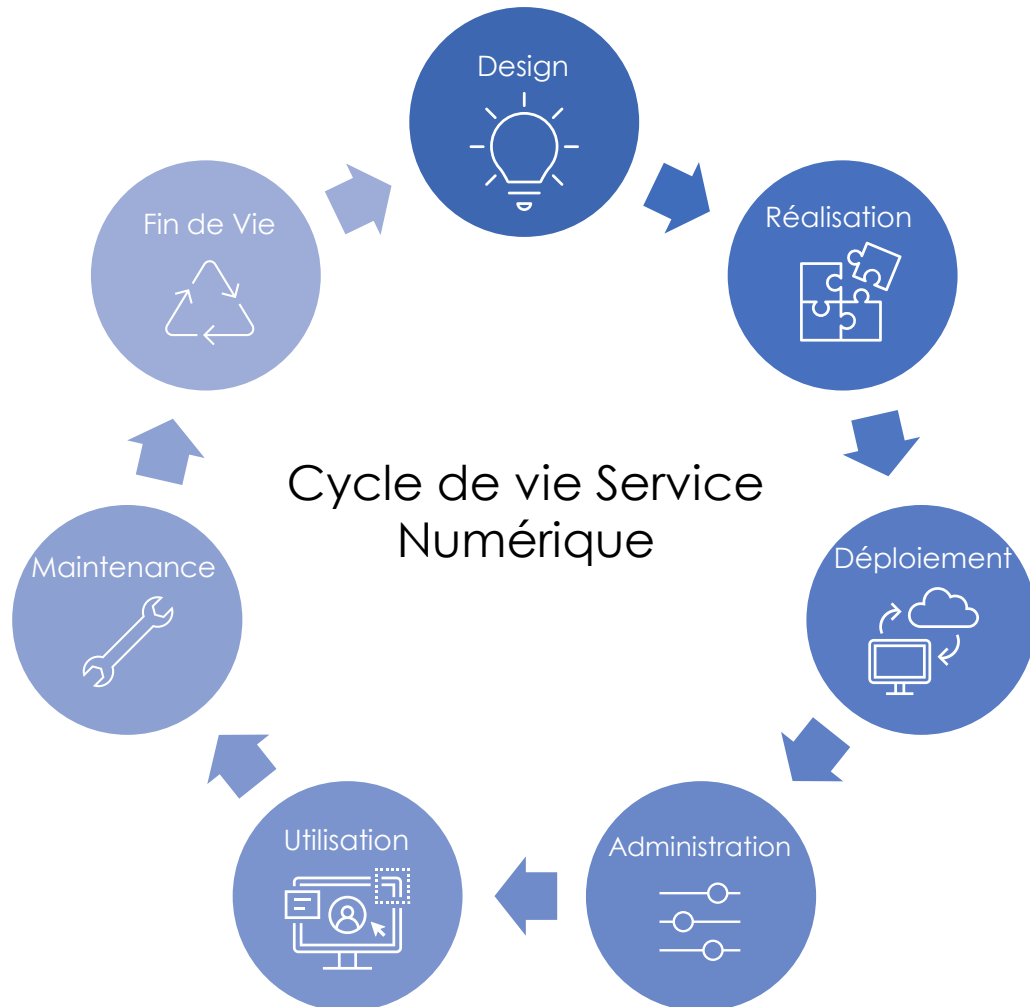 Design
Réalisation
Déploiement
Administration
Utilisation
Maintenance
Fin de Vie
Cycle de vie Service
Numérique